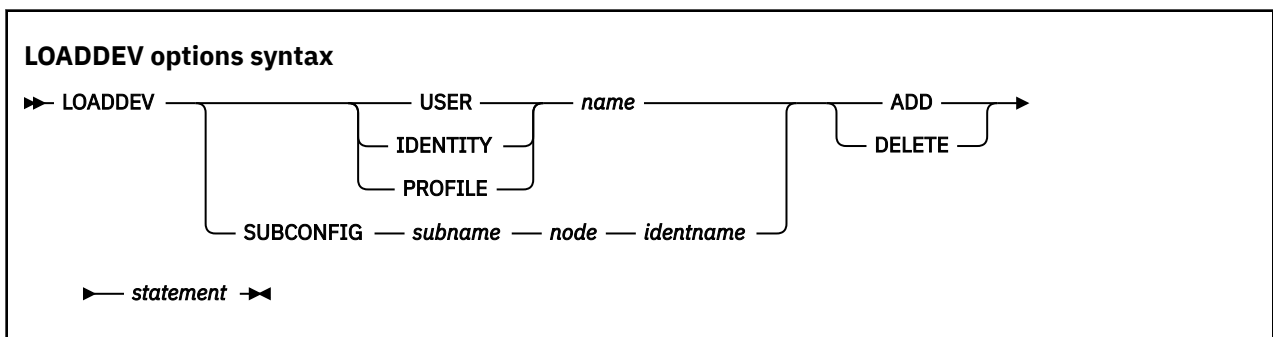 LOADDEV options syntax
LOADDEV USER name ADD
IDENTITY DELETE
PROFILE
SUBCONFIG subname node identname
statement